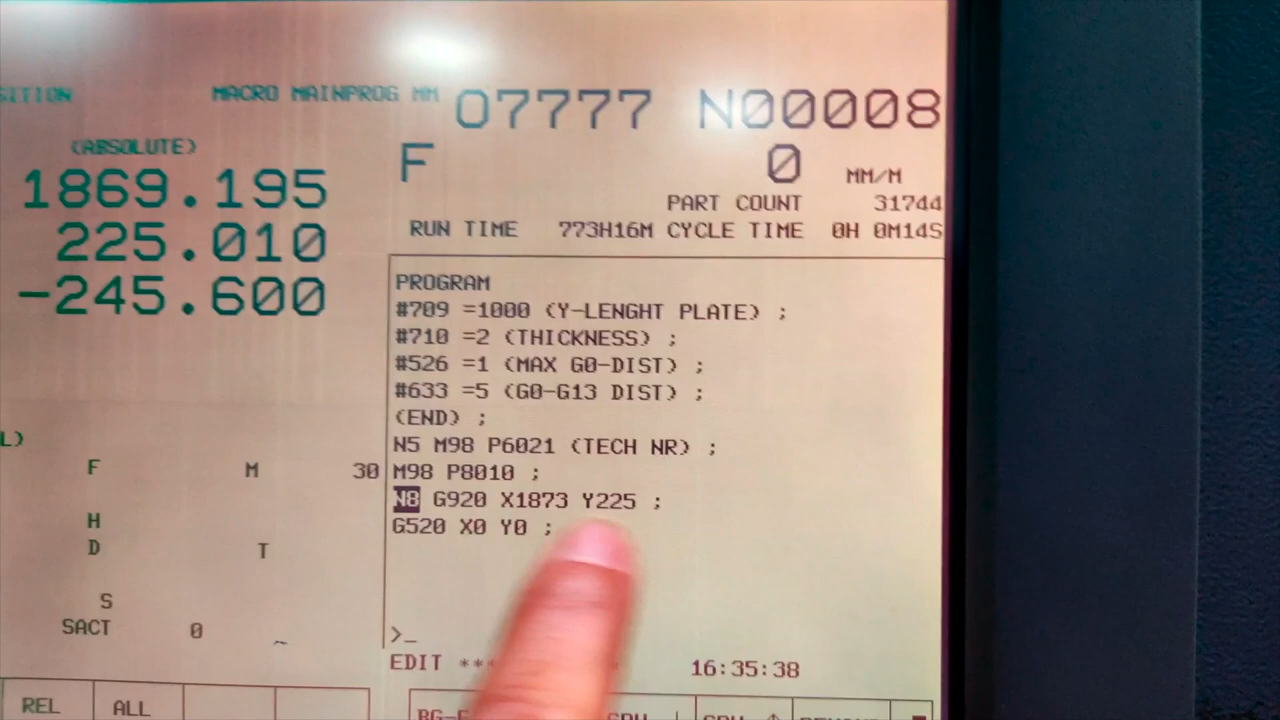 MACRO MAINPROG MM O7777 N00008
(ABSOLUTE)
1869.195
225.010
-245.600
F 0 MM/M
PART COUNT 31744
RUN TIME 773H16M CYCLE TIME 0H 0M14S
PROGRAM
#709 =1000 (Y-LENGHT PLATE) ;
#710 =2 (THICKNESS) ;
#526 =1 (MAX G0-DIST) ;
#633 =5 (G0-G13 DIST) ;
(END) ;
N5 M98 P6021 (TECH NR) ;
M98 P8010 ;
N8 G920 X1873 Y225 ;
G520 X0 Y0 ;
>_
F M 30
H
D T
S
SACT 0
EDIT
16:35:38
REL ALL